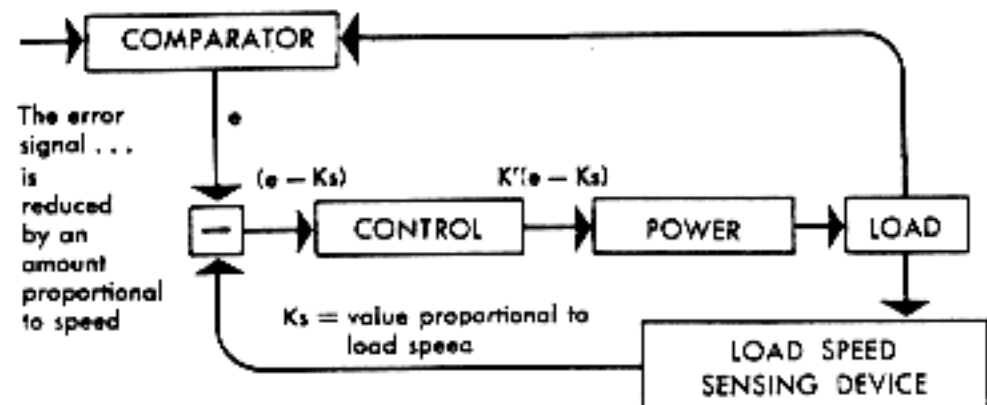 COMPARATOR
The error
signal ...
is
reduced
by an
amount
proportional
to speed
e
(e – Ks)
K'(e – Ks)
–
CONTROL
POWER
LOAD
Ks = value proportional to
load speed
LOAD SPEED
SENSING DEVICE